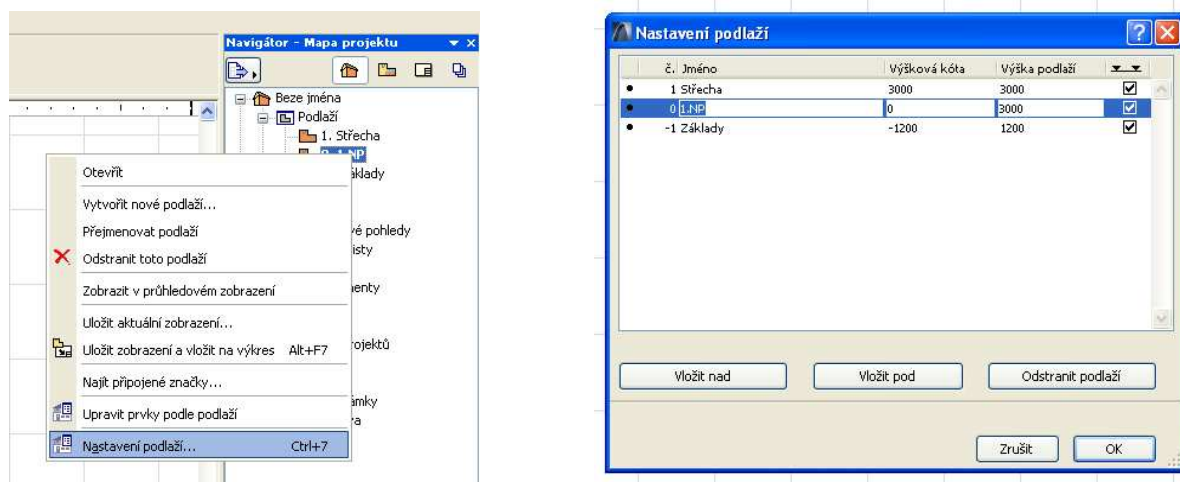 Navigátor - Mapa projektu
Beze jména
Podlaží
1. Střecha
0. 1.NP
Otevřít
Vytvořit nové podlaží...
Přejmenovat podlaží
Odstranit toto podlaží
Zobrazit v průhledovém zobrazení
Uložit aktuální zobrazení...
Uložit zobrazení a vložit na výkres Alt+F7
Najít připojené značky...
Upravit prvky podle podlaží
Nastavení podlaží... Ctrl+7
áklady
vé pohledy
isty
enty
ojektů
ámky
a
Nastavení podlaží
č. Jméno Výšková kóta Výška podlaží
1 Střecha 3000 3000
0 1.NP 0 3000
-1 Základy -1200 1200
Vložit nad Vložit pod Odstranit podlaží
Zrušit OK